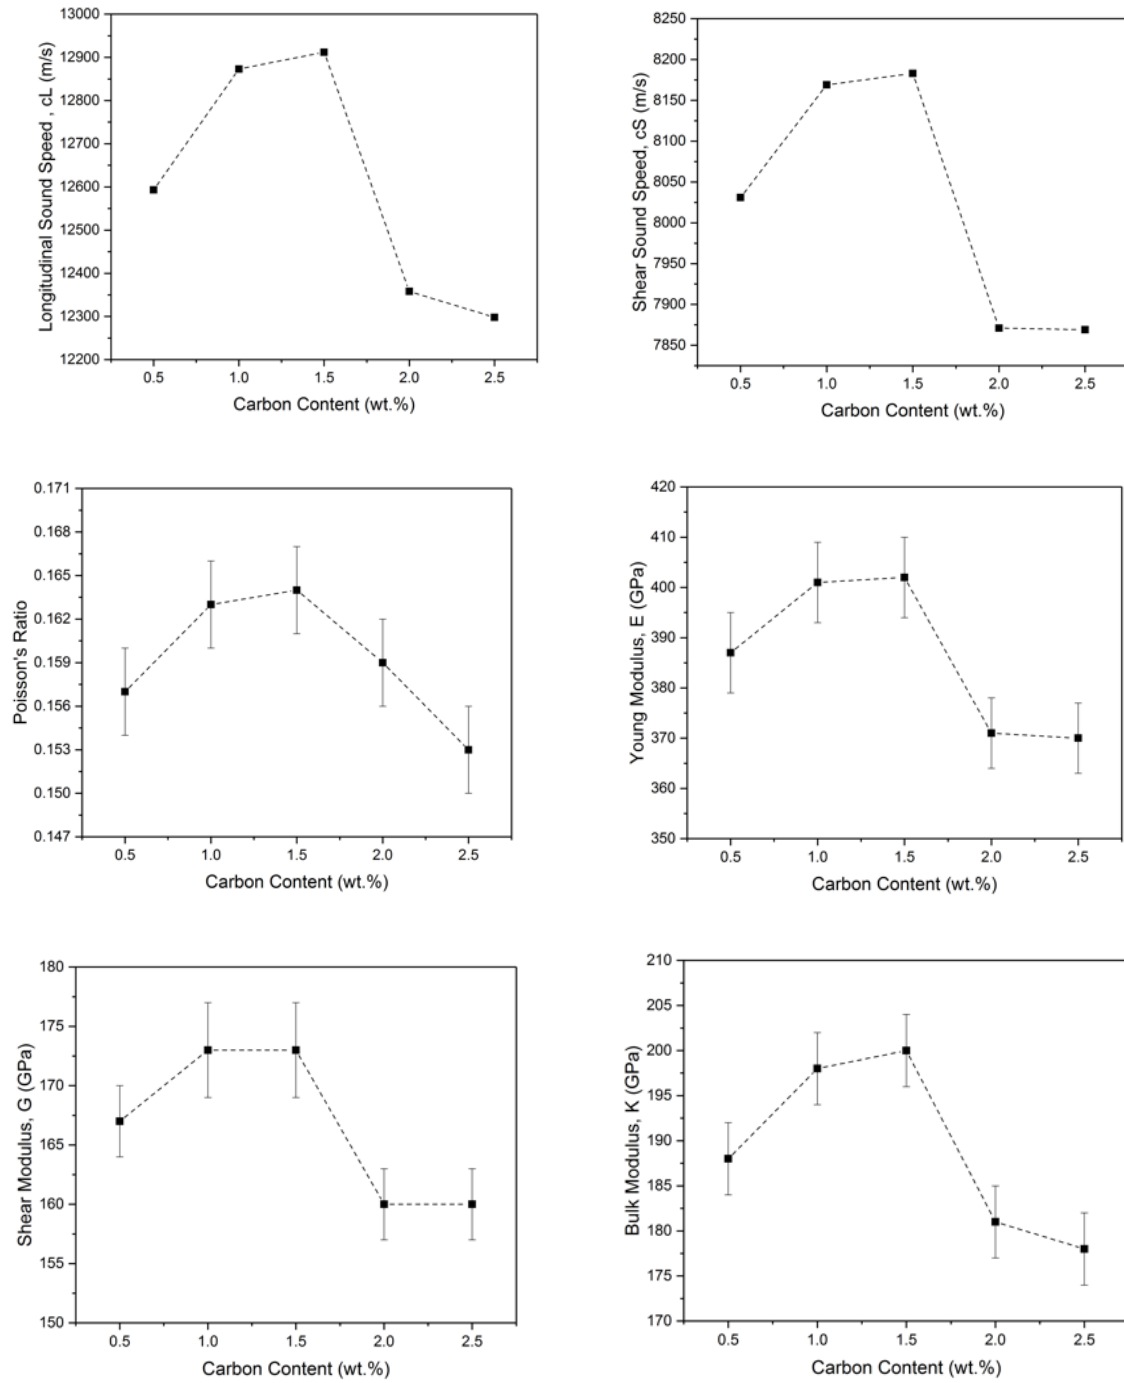 13000
12900
12800
12700
12600
12500
12400
12300
12200
Longitudinal Sound Speed , cL (m/s)
0.5 1.0 1.5 2.0 2.5
Carbon Content (wt.%)
8250
8200
8150
8100
8050
8000
7950
7900
7850
Shear Sound Speed, cS (m/s)
0.5 1.0 1.5 2.0 2.5
Carbon Content (wt.%)
0.171
0.168
0.165
0.162
0.159
0.156
0.153
0.150
0.147
Poisson's Ratio
0.5 1.0 1.5 2.0 2.5
Carbon Content (wt.%)
420
410
400
390
380
370
360
350
Young Modulus, E (GPa)
0.5 1.0 1.5 2.0 2.5
Carbon Content (wt.%)
180
175
170
165
160
155
150
Shear Modulus, G (GPa)
0.5 1.0 1.5 2.0 2.5
Carbon Content (wt.%)
210
205
200
195
190
185
180
175
170
Bulk Modulus, K (GPa)
0.5 1.0 1.5 2.0 2.5
Carbon Content (wt.%)